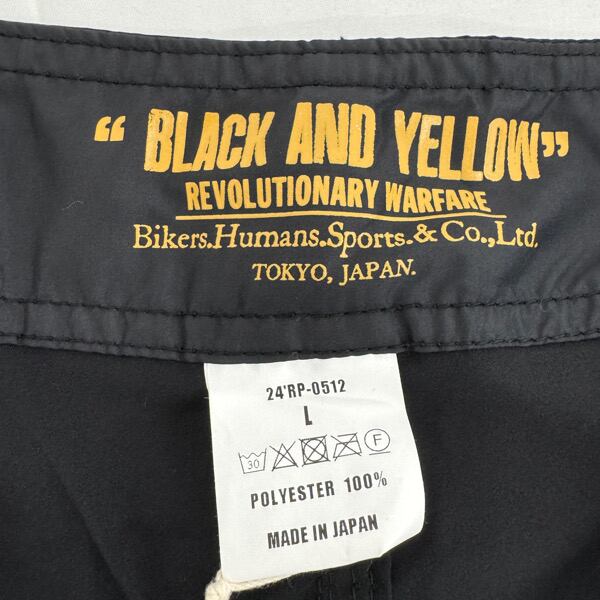 “ BLACK AND YELLOW”
REVOLUTIONARY WARFARE
Bikers.Humans.Sports.&Co.,Ltd.
TOKYO, JAPAN.
24'RP-0512
L
30 F
POLYESTER 100%
MADE IN JAPAN